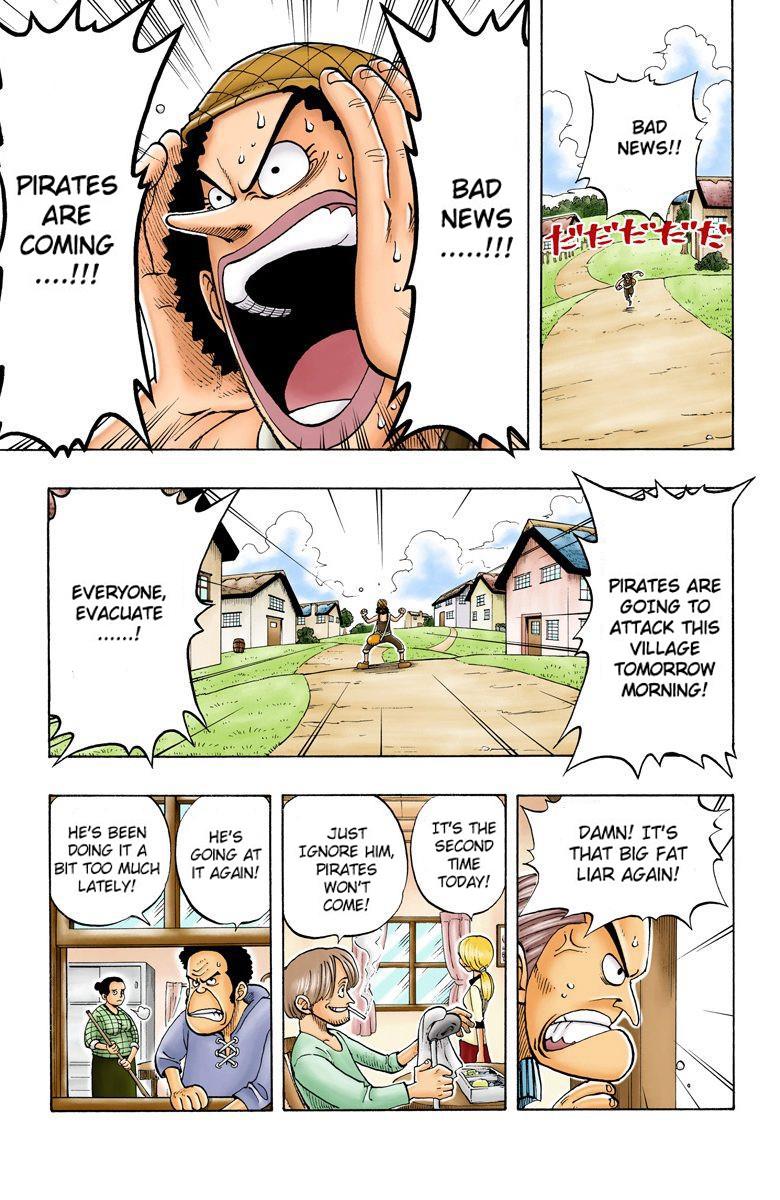 BAD
NEWS!!
だだだだだ
BAD
NEWS
.....!!!
PIRATES
ARE
COMING
....!!!
PIRATES ARE
GOING TO
ATTACK THIS
VILLAGE
TOMORROW
MORNING!
EVERYONE,
EVACUATE
......!
DAMN! IT'S
THAT BIG FAT
LIAR AGAIN!
IT'S THE
SECOND
TIME
TODAY!
JUST
IGNORE HIM,
PIRATES
WON'T
COME!
HE'S
GOING AT
IT AGAIN!
HE'S BEEN
DOING IT A
BIT TOO MUCH
LATELY!